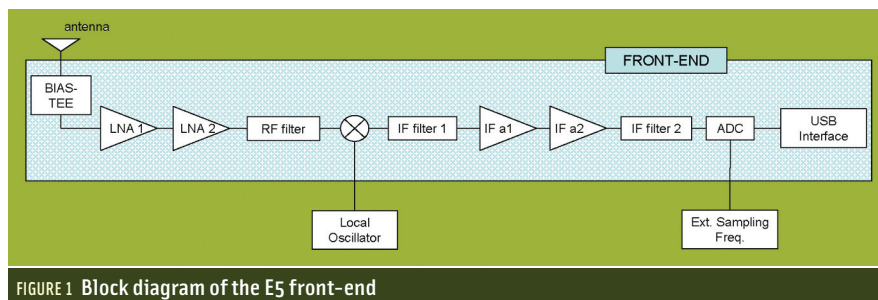 antenna
FRONT-END
BIAS-
TEE
LNA 1
LNA 2
RF filter
IF filter 1
IF a1
IF a2
IF filter 2
ADC
USB
Interface
Local
Oscillator
Ext. Sampling
Freq.
FIGURE 1 Block diagram of the E5 front-end